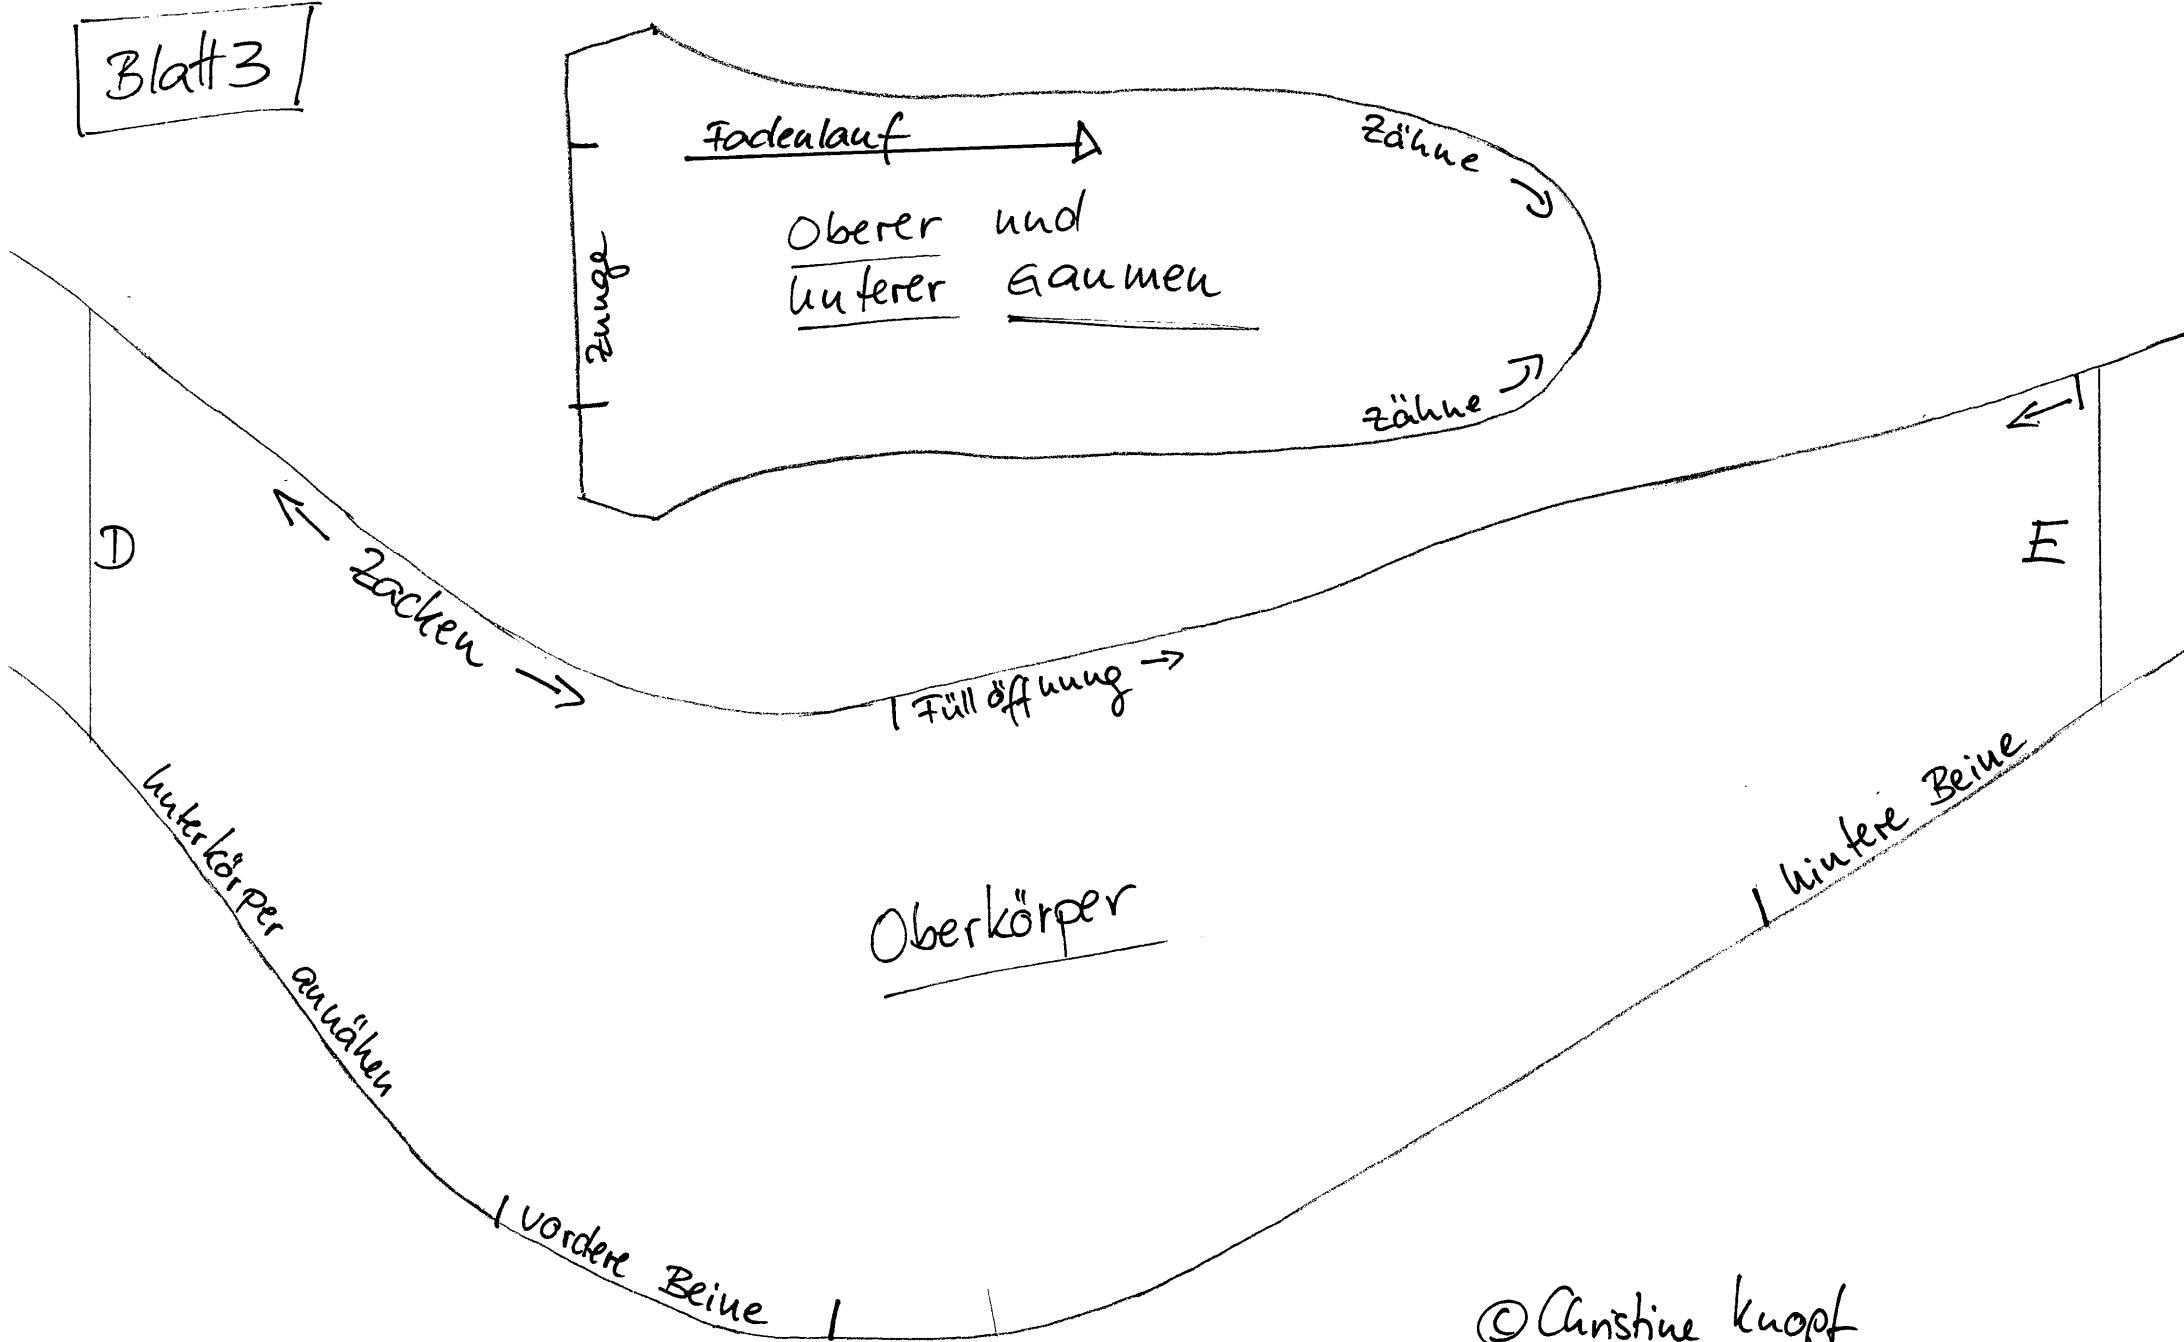 Blatt 3
Fadenlauf
Zähne
Oberer und
unterer Gaumen
Zunge
Zähne
D
E
Zacken
Füllöffnung
Unterkörper annähen
hintere Beine
Oberkörper
vordere Beine
© Christine Knopf